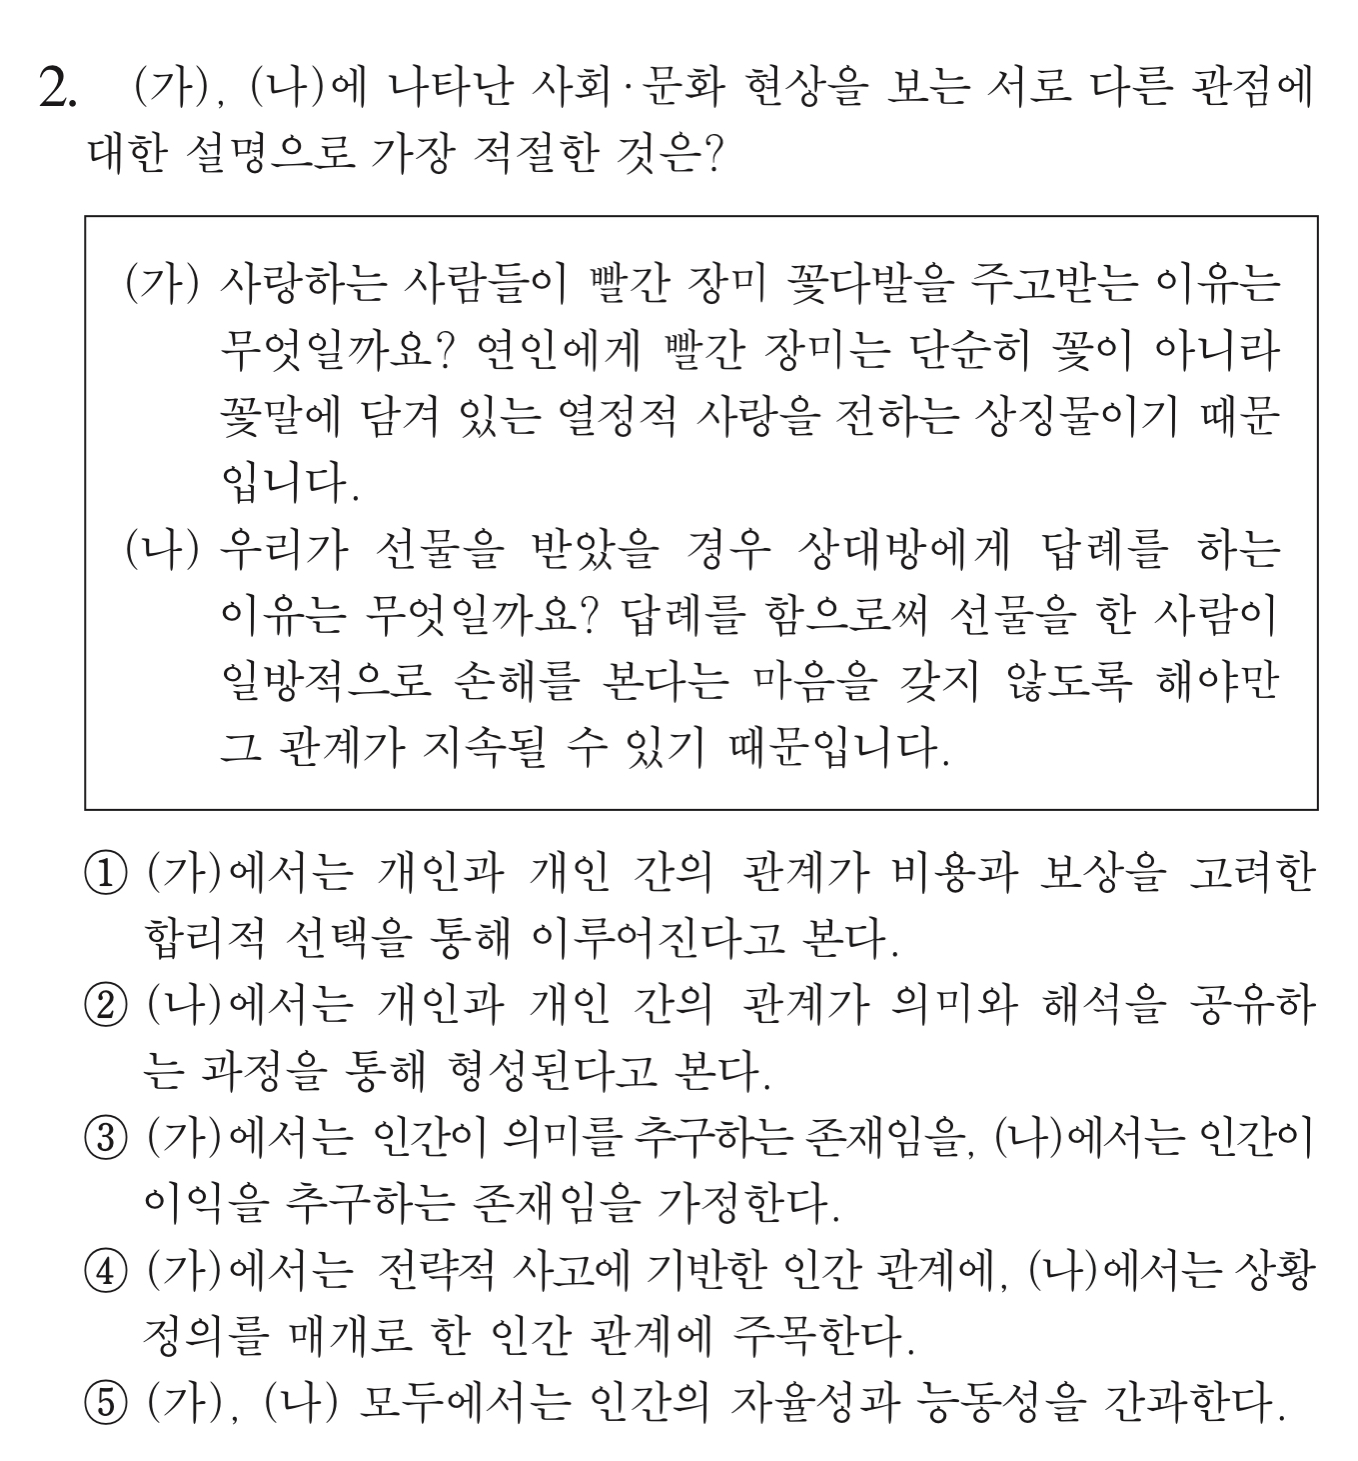 2. (가), (나)에 나타난 사회·문화 현상을 보는 서로 다른 관점에
대한 설명으로 가장 적절한 것은?
(가) 사랑하는 사람들이 빨간 장미 꽃다발을 주고받는 이유는
무엇일까요? 연인에게 빨간 장미는 단순히 꽃이 아니라
꽃말에 담겨 있는 열정적 사랑을 전하는 상징물이기 때문
입니다.
(나) 우리가 선물을 받았을 경우 상대방에게 답례를 하는
이유는 무엇일까요? 답례를 함으로써 선물을 한 사람이
일방적으로 손해를 본다는 마음을 갖지 않도록 해야만
그 관계가 지속될 수 있기 때문입니다.
① (가)에서는 개인과 개인 간의 관계가 비용과 보상을 고려한
합리적 선택을 통해 이루어진다고 본다.
② (나)에서는 개인과 개인 간의 관계가 의미와 해석을 공유하
는 과정을 통해 형성된다고 본다.
③ (가)에서는 인간이 의미를 추구하는 존재임을, (나)에서는 인간이
이익을 추구하는 존재임을 가정한다.
④ (가)에서는 전략적 사고에 기반한 인간 관계에, (나)에서는 상황
정의를 매개로 한 인간 관계에 주목한다.
⑤ (가), (나) 모두에서는 인간의 자율성과 능동성을 간과한다.